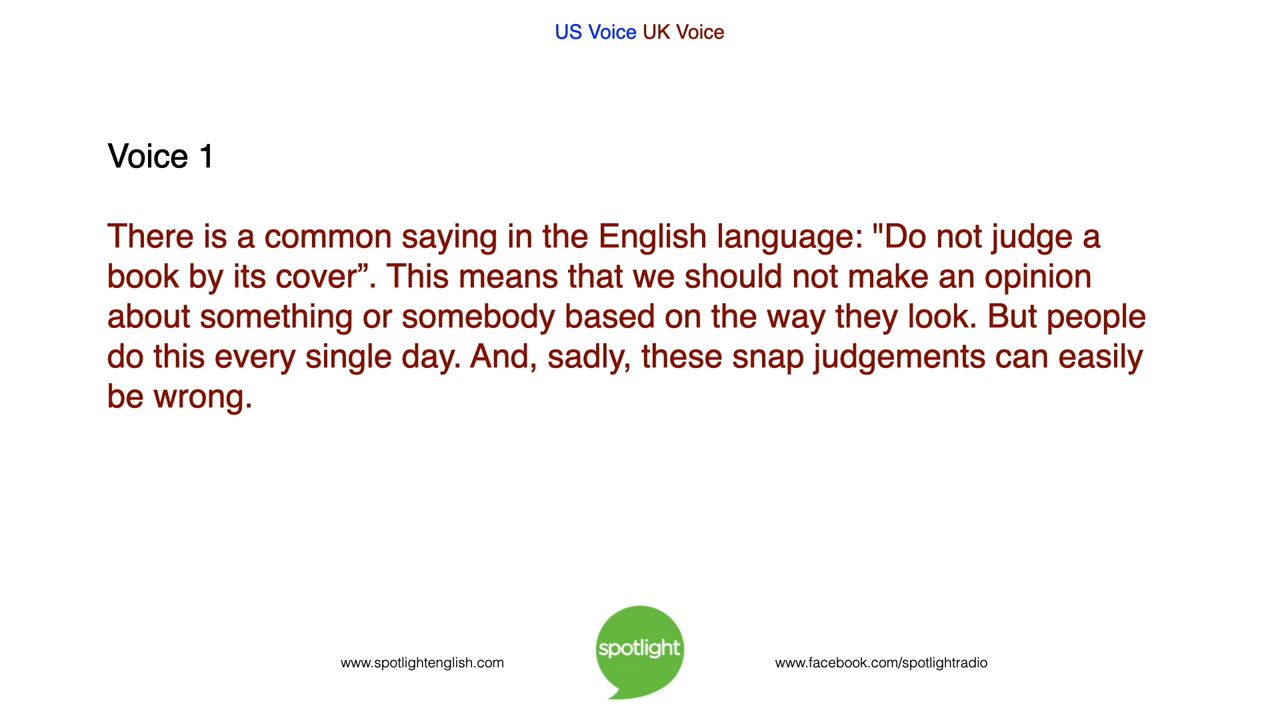 US Voice UK Voice
Voice 1
There is a common saying in the English language: "Do not judge a
book by its cover”. This means that we should not make an opinion
about something or somebody based on the way they look. But people
do this every single day. And, sadly, these snap judgements can easily
be wrong.
spotlight
www.spotlightenglish.com
www.facebook.com/spotlightradio